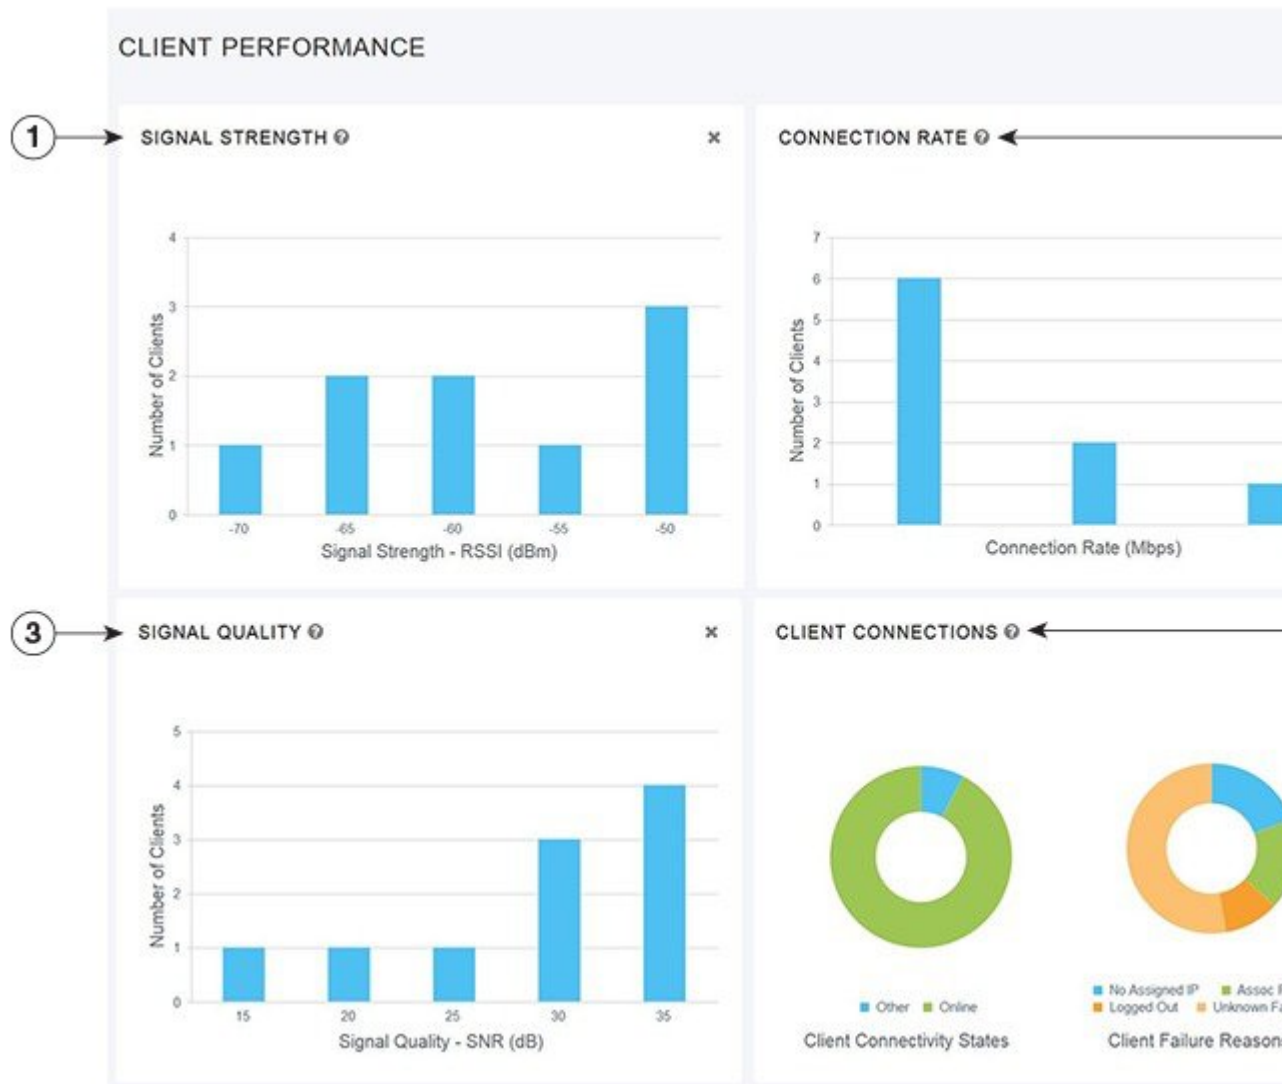 CLIENT PERFORMANCE
1
SIGNAL STRENGTH
CONNECTION RATE
4
3
2
1
0
Number of Clients
-70 -65 -60 -55 -50
Signal Strength - RSSI (dBm)
7
6
5
4
3
2
1
0
Number of Clients
Connection Rate (Mbps)
3
SIGNAL QUALITY
CLIENT CONNECTIONS
5
4
3
2
1
0
Number of Clients
15 20 25 30 35
Signal Quality - SNR (dB)
Other Online
Client Connectivity States
No Assigned IP Assoc
Logged Out Unknown
Client Failure Reason